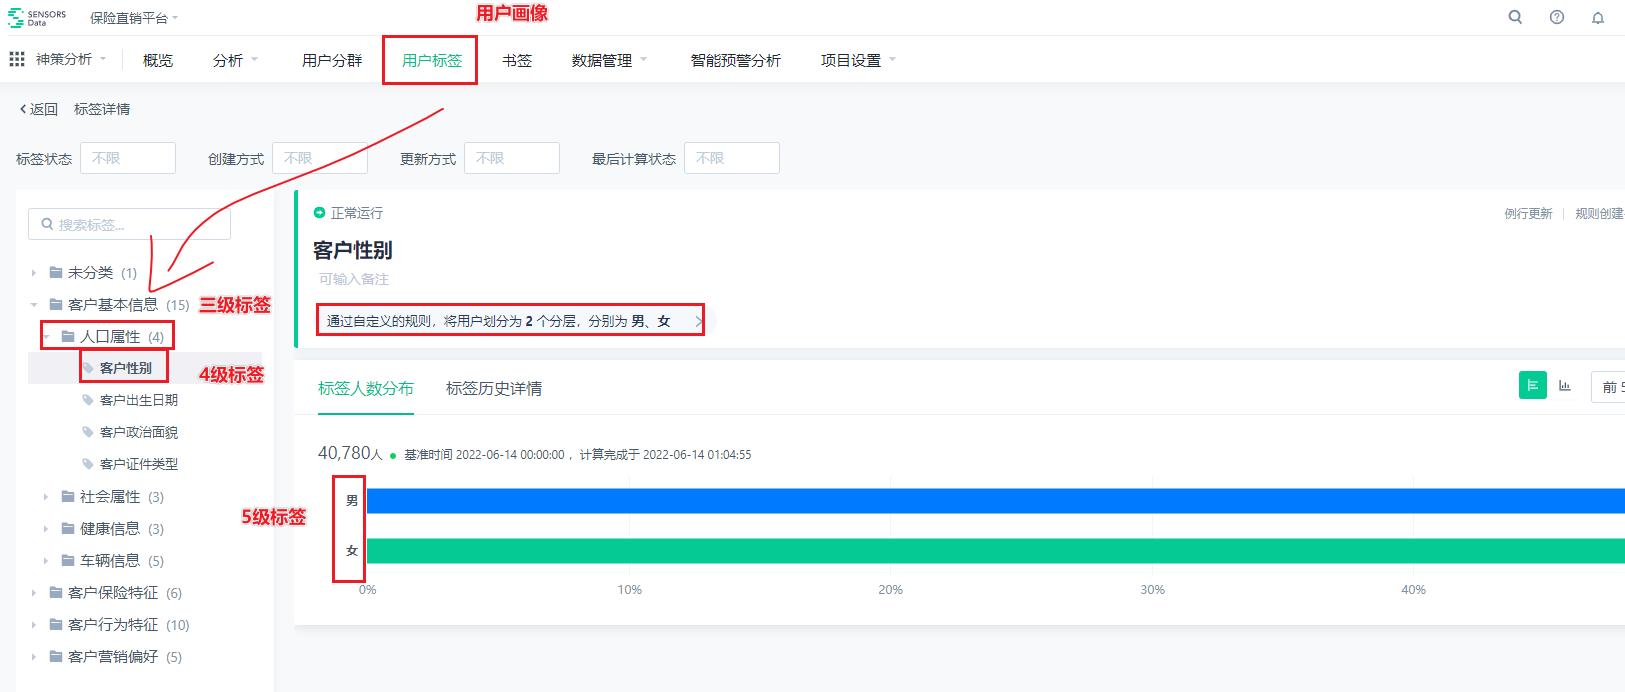 SENSORS
Data
保险直销平台
用户画像
神策分析
概览
分析
用户分群
用户标签
书签
数据管理
智能预警分析
项目设置
返回
标签详情
标签状态
不限
创建方式
不限
更新方式
不限
最后计算状态
不限
搜索标签...
未分类 (1)
客户基本信息 (15)
三级标签
人口属性 (4)
客户性别
4级标签
客户出生日期
客户政治面貌
客户证件类型
社会属性 (3)
健康信息 (3)
车辆信息 (5)
客户保险特征 (6)
客户行为特征 (10)
客户营销偏好 (5)
正常运行
例行更新
规则创建
客户性别
可输入备注
通过自定义的规则，将用户划分为 2 个分层，分别为 男、女
标签人数分布
标签历史详情
前 5
40,780人
基准时间 2022-06-14 00:00:00 ，计算完成于 2022-06-14 01:04:55
5级标签
男
女
0%
10%
20%
30%
40%